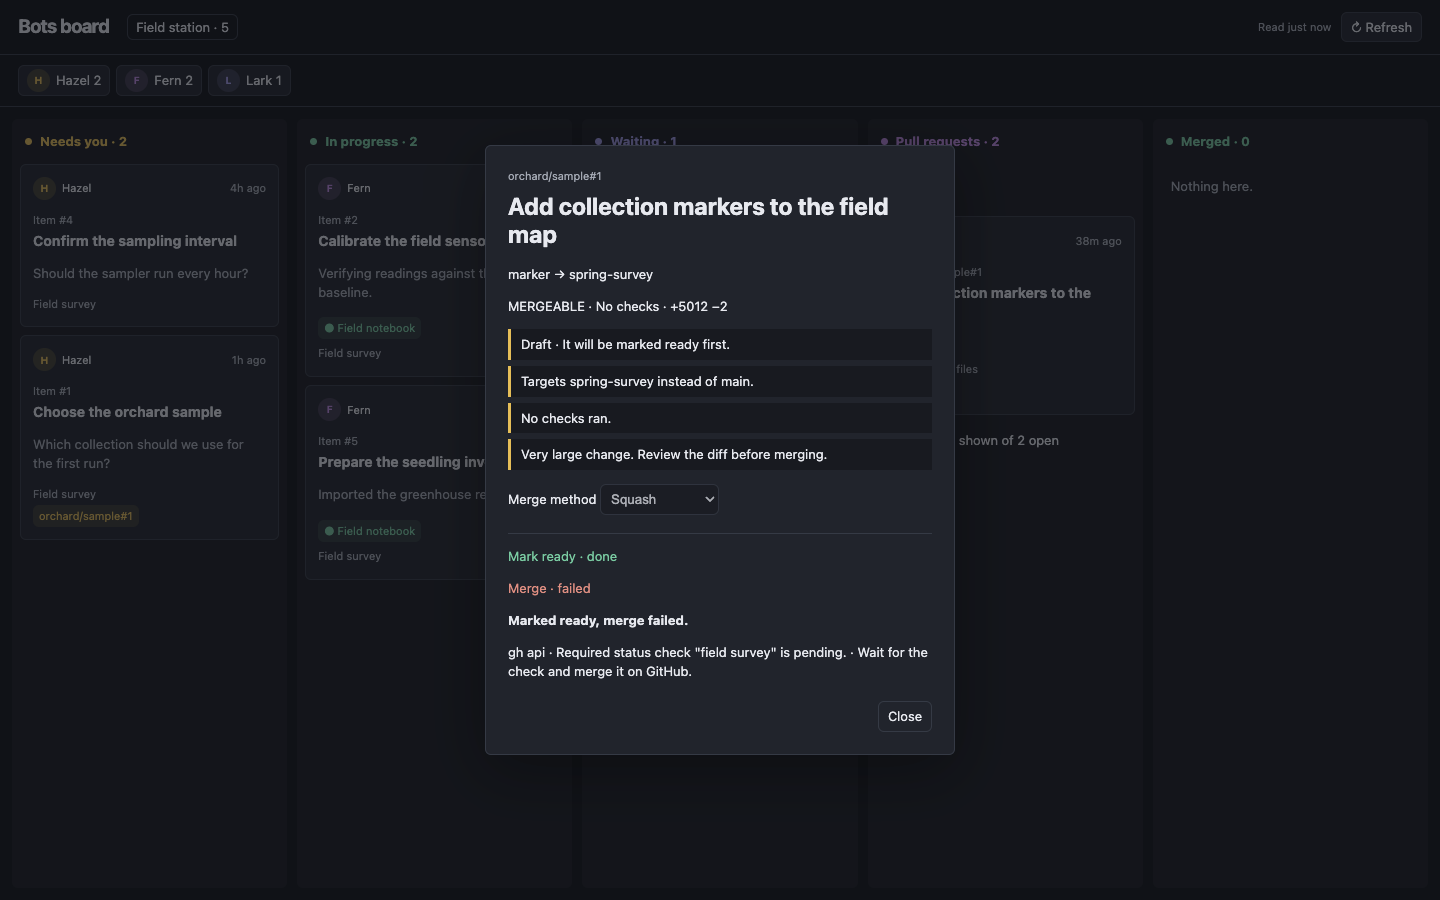 Bots board
Field station · 5
Read just now
↻ Refresh
H Hazel 2
F Fern 2
L Lark 1
Needs you · 2
H Hazel
4h ago
Item #4
Confirm the sampling interval
Should the sampler run every hour?
Field survey
H Hazel
1h ago
Item #1
Choose the orchard sample
Which collection should we use for
the first run?
Field survey
orchard/sample#1
In progress · 2
F Fern
Item #2
Calibrate the field senso
Verifying readings against
baseline.
Field notebook
Field survey
F Fern
Item #5
Prepare the seedling inv
Imported the greenhouse re
Field notebook
Field survey
Waiting · 1
orchard/sample#1
Add collection markers to the field
map
marker → spring-survey
MERGEABLE · No checks · +5012 −2
Draft · It will be marked ready first.
Targets spring-survey instead of main.
No checks ran.
Very large change. Review the diff before merging.
Merge method Squash
Mark ready · done
Merge · failed
Marked ready, merge failed.
gh api · Required status check "field survey" is pending. · Wait for the
check and merge it on GitHub.
Close
Pull requests · 2
38m ago
ple#1
ction markers to the
files
shown of 2 open
Merged · 0
Nothing here.